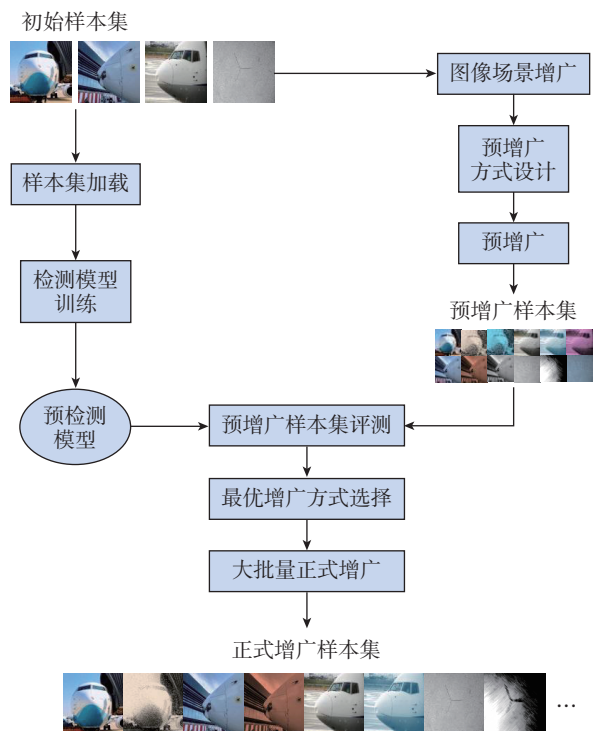 初始样本集
图像场景增广
样本集加载
预增广
方式设计
预增广
检测模型
训练
预增广样本集
预检测
模型
预增广样本集评测
最优增广方式选择
大批量正式增广
正式增广样本集
…